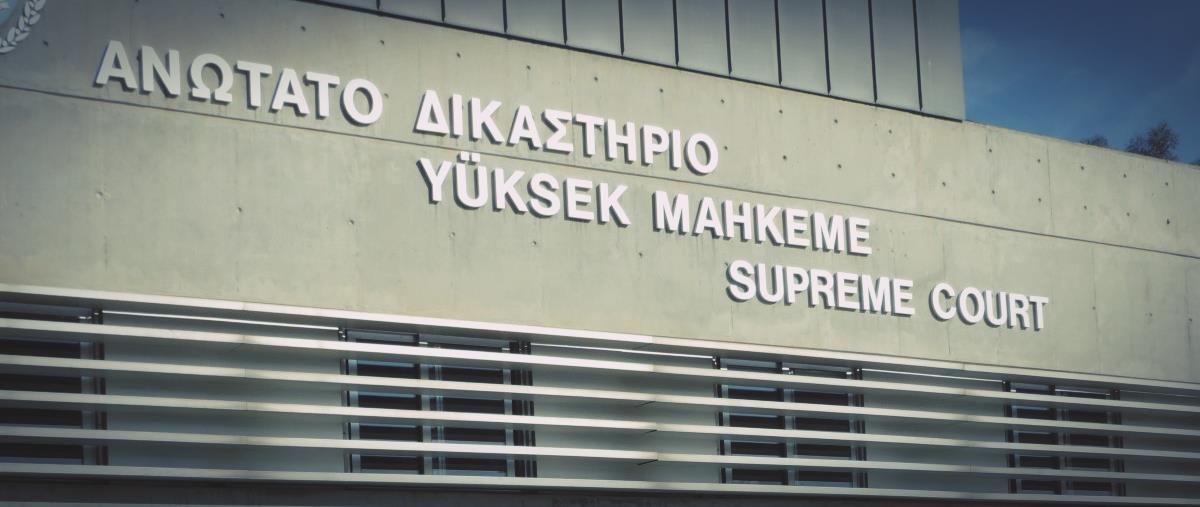 ΑΝΩΤΑΤΟ ΔΙΚΑΣΤΗΡΙΟ
YÜKSEK MAHKEME
SUPREME COURT